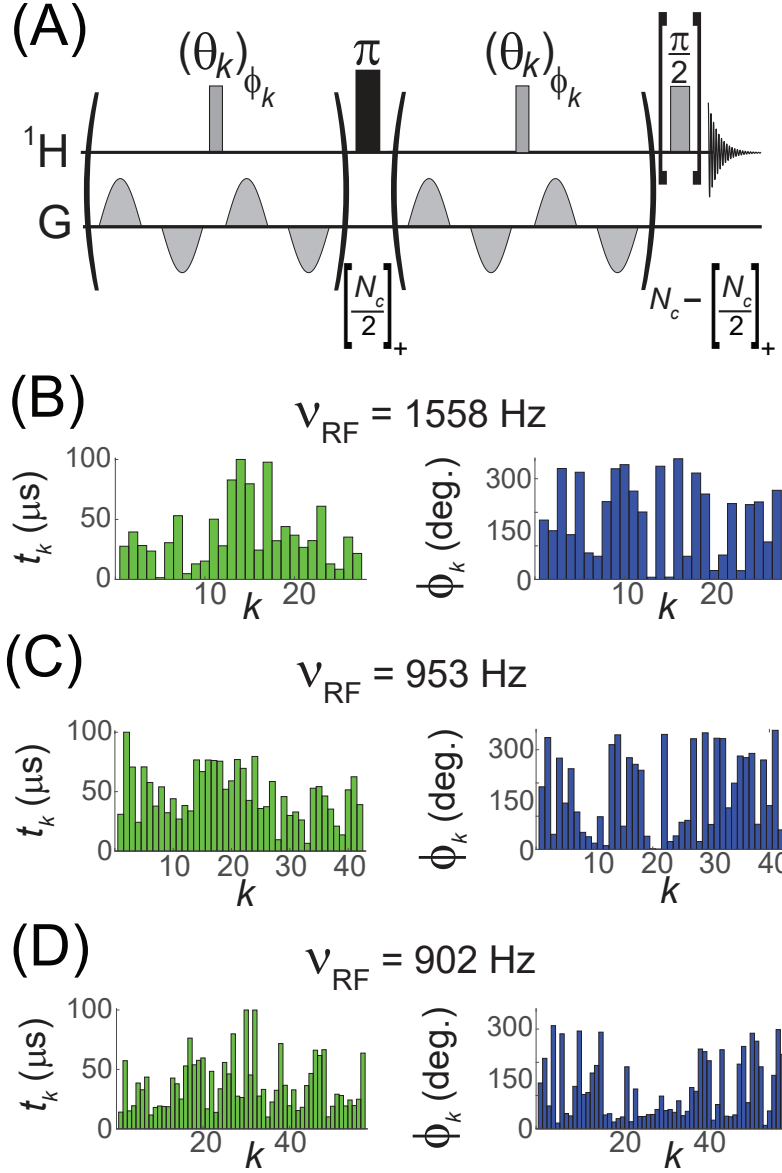 (A)
(θk)ϕk π (θk)ϕk [π/2]
¹H
G
[Nc/2]+ Nc – [Nc/2]+
(B)
νRF = 1558 Hz
tk (μs) 100 50 0 10 20 k
ϕk (deg.) 300 150 0 10 20 k
(C)
νRF = 953 Hz
tk (μs) 100 50 0 10 20 30 40 k
ϕk (deg.) 300 150 0 10 20 30 40 k
(D)
νRF = 902 Hz
tk (μs) 100 50 0 20 40 k
ϕk (deg.) 300 150 0 20 40 k